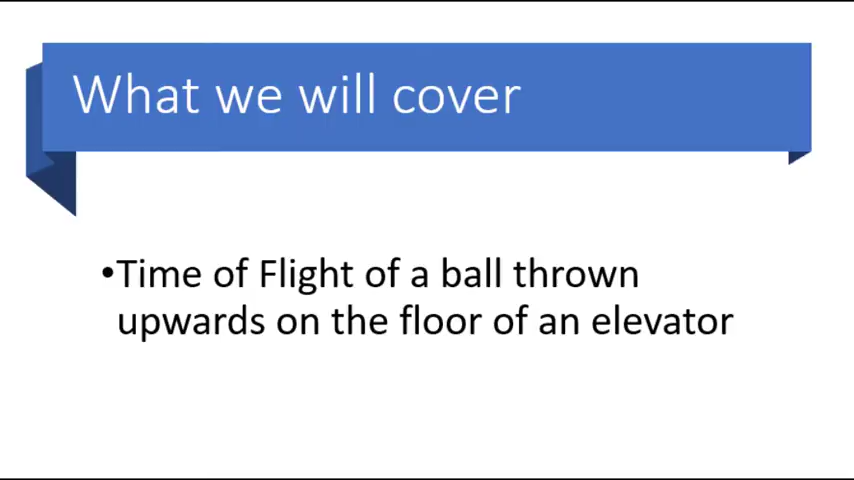 What we will cover
•Time of Flight of a ball thrown
upwards on the floor of an elevator